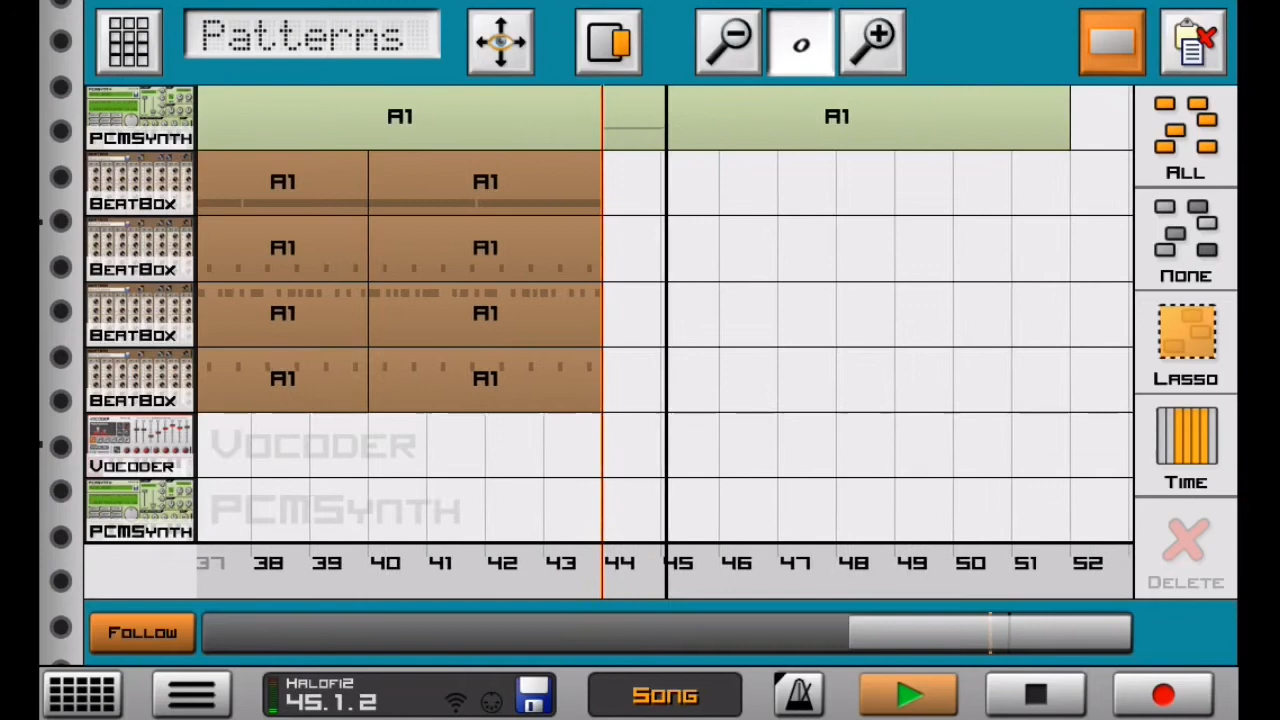 Patterns
PCMSynth A1 A1
BeatBox A1 A1
BeatBox A1 A1
BeatBox A1 A1
BeatBox A1 A1
Vocoder Vocoder
PCMSynth PCMSynth
37 38 39 40 41 42 43 44 45 46 47 48 49 50 51 52
All
None
Lasso
Time
Delete
Follow
HALOFI2
45.1.2
Song